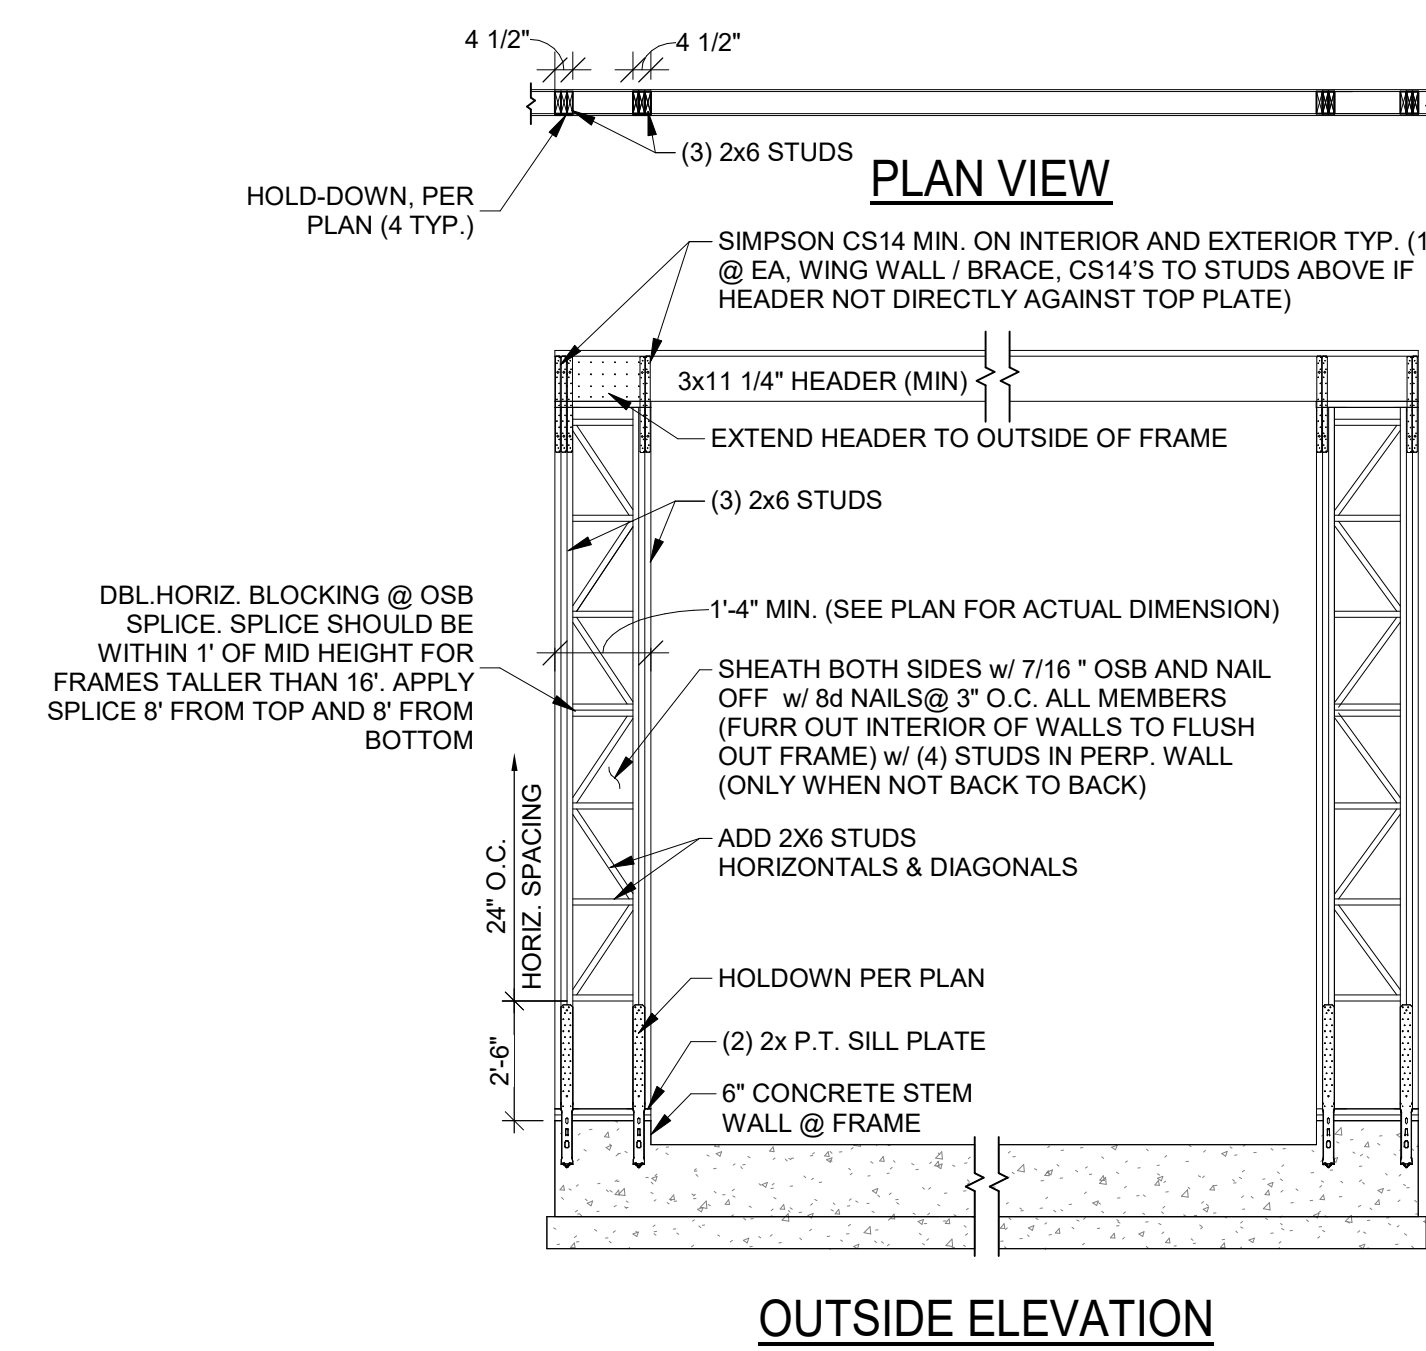 4 1/2"
4 1/2"
(3) 2x6 STUDS
PLAN VIEW
HOLD-DOWN, PER
PLAN (4 TYP.)
SIMPSON CS14 MIN. ON INTERIOR AND EXTERIOR TYP. (1
@ EA, WING WALL / BRACE, CS14'S TO STUDS ABOVE IF
HEADER NOT DIRECTLY AGAINST TOP PLATE)
3x11 1/4" HEADER (MIN)
EXTEND HEADER TO OUTSIDE OF FRAME
(3) 2x6 STUDS
DBL.HORIZ. BLOCKING @ OSB
SPLICE. SPLICE SHOULD BE
WITHIN 1' OF MID HEIGHT FOR
FRAMES TALLER THAN 16'. APPLY
SPLICE 8' FROM TOP AND 8' FROM
BOTTOM
1'-4" MIN. (SEE PLAN FOR ACTUAL DIMENSION)
SHEATH BOTH SIDES w/ 7/16 " OSB AND NAIL
OFF w/ 8d NAILS@ 3" O.C. ALL MEMBERS
(FURR OUT INTERIOR OF WALLS TO FLUSH
OUT FRAME) w/ (4) STUDS IN PERP. WALL
(ONLY WHEN NOT BACK TO BACK)
ADD 2X6 STUDS
HORIZONTALS & DIAGONALS
24" O.C.
HORIZ. SPACING
HOLDOWN PER PLAN
2'-6"
(2) 2x P.T. SILL PLATE
6" CONCRETE STEM
WALL @ FRAME
OUTSIDE ELEVATION